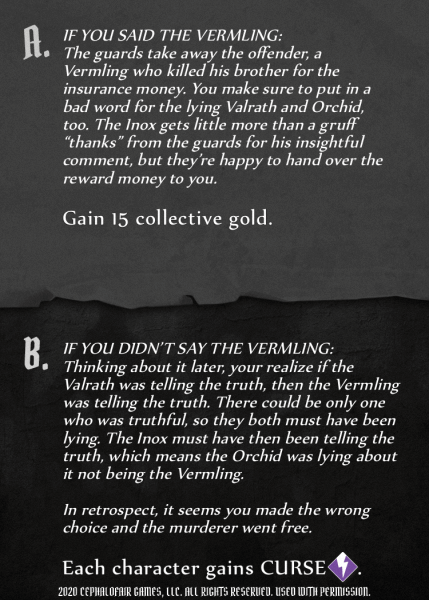 A. IF YOU SAID THE VERMLING:
The guards take away the offender, a
Vermling who killed his brother for the
insurance money. You make sure to put in a
bad word for the lying Valrath and Orchid,
too. The Inox gets little more than a gruff
“thanks” from the guards for his insightful
comment, but they’re happy to hand over the
reward money to you.
Gain 15 collective gold.
B. IF YOU DIDN’T SAY THE VERMLING:
Thinking about it later, your realize if the
Valrath was telling the truth, then the Vermling
was telling the truth. There could be only one
who was truthful, so they both must have been
lying. The Inox must have then been telling the
truth, which means the Orchid was lying about
it not being the Vermling.
In retrospect, it seems you made the wrong
choice and the murderer went free.
Each character gains CURSE.
2020 CEPHALOFAIR GAMES, LLC. ALL RIGHTS RESERVED. USED WITH PERMISSION.